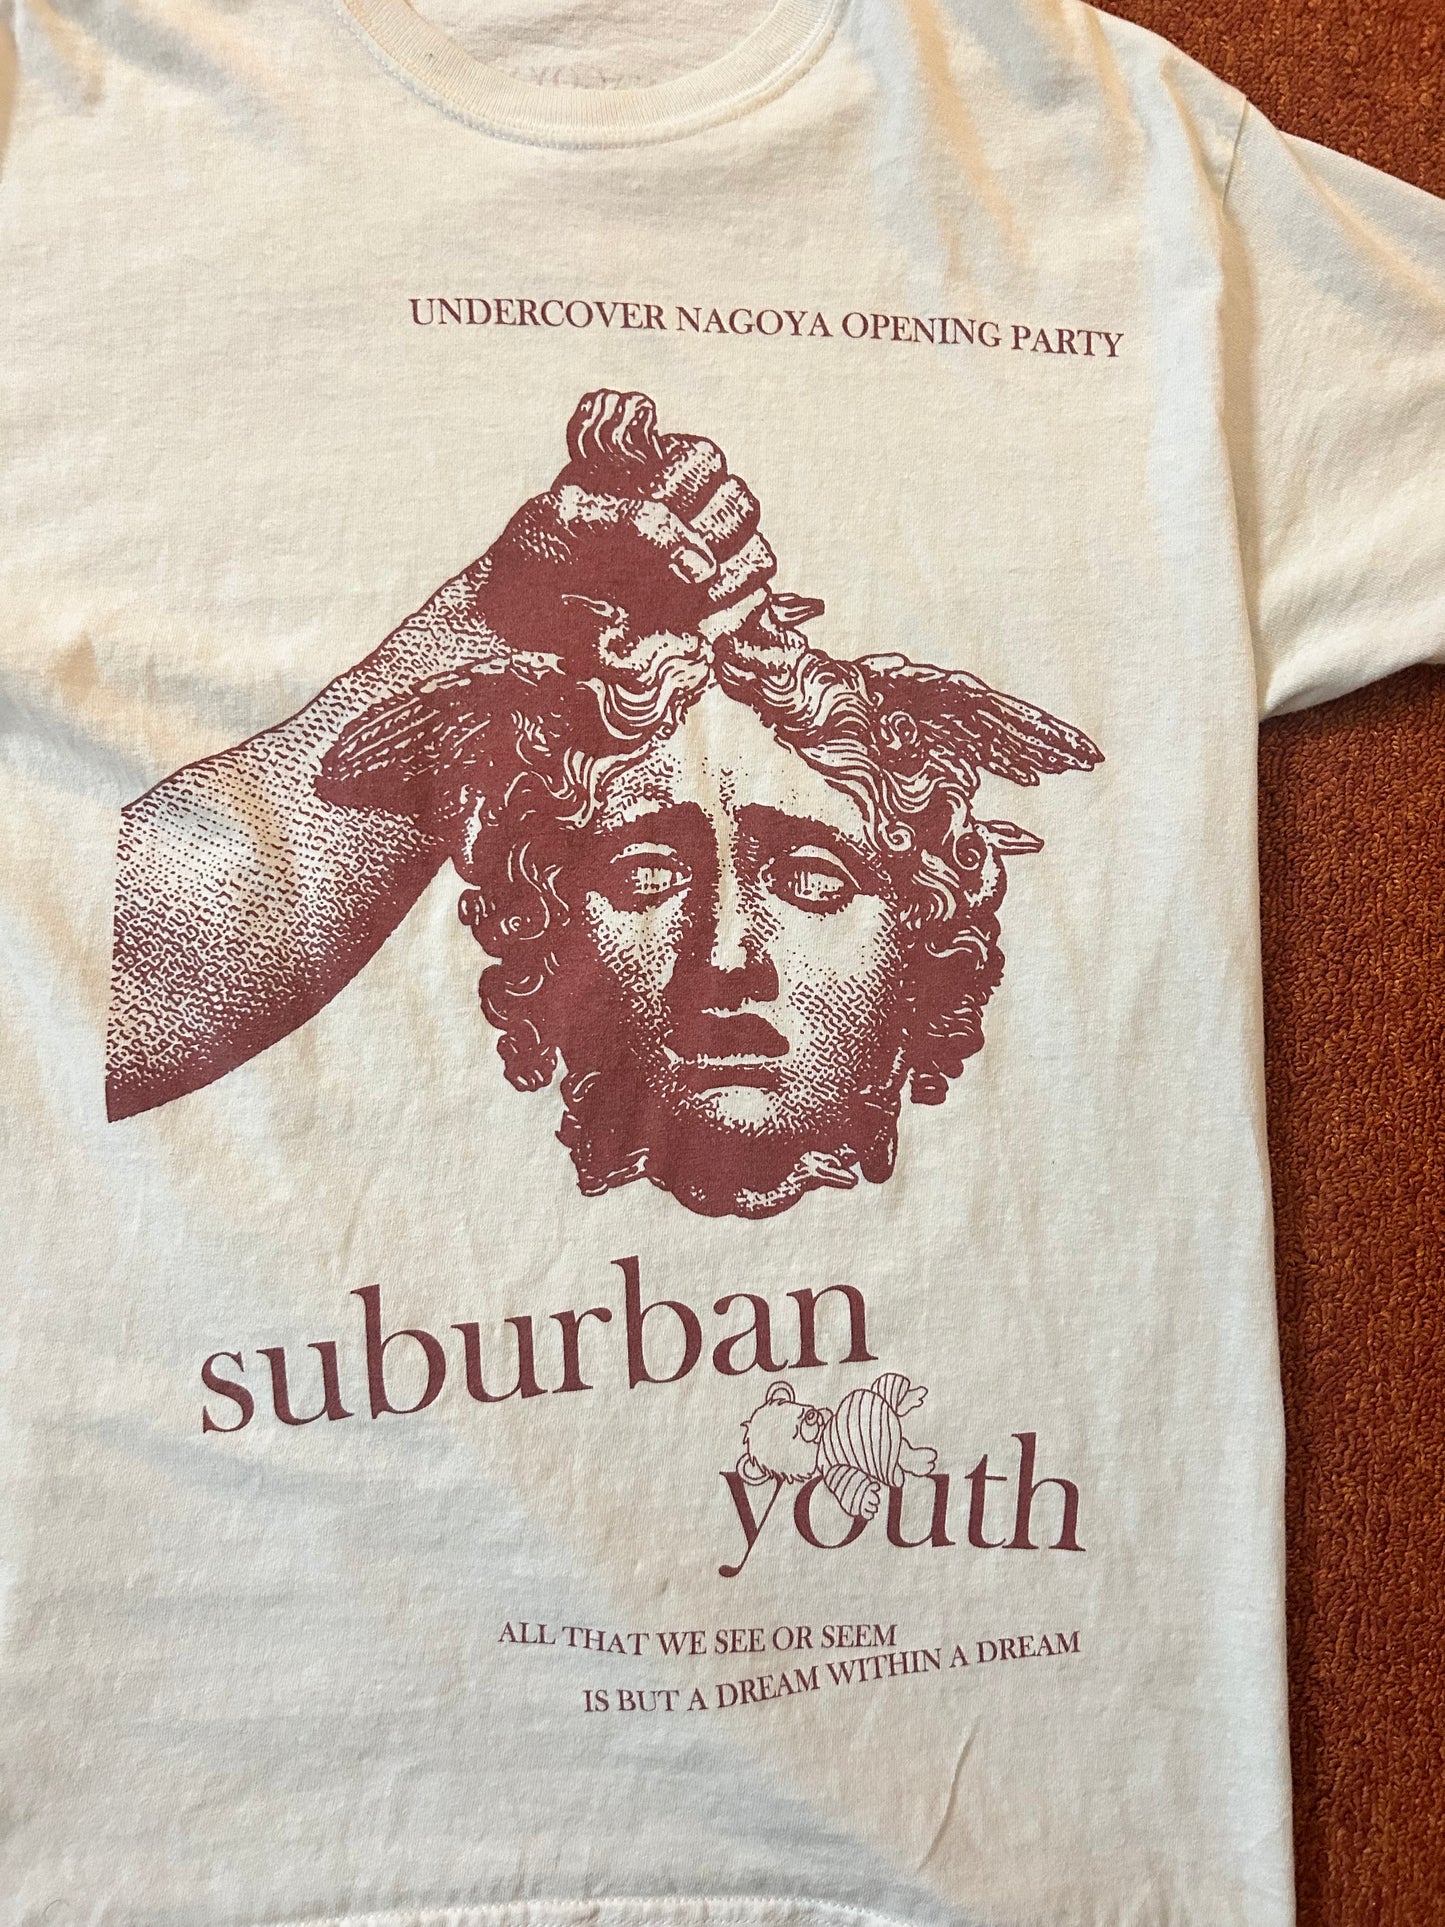 UNDERCOVER NAGOYA OPENING PARTY
suburban
youth
ALL THAT WE SEE OR SEEM
IS BUT A DREAM WITHIN A DREAM